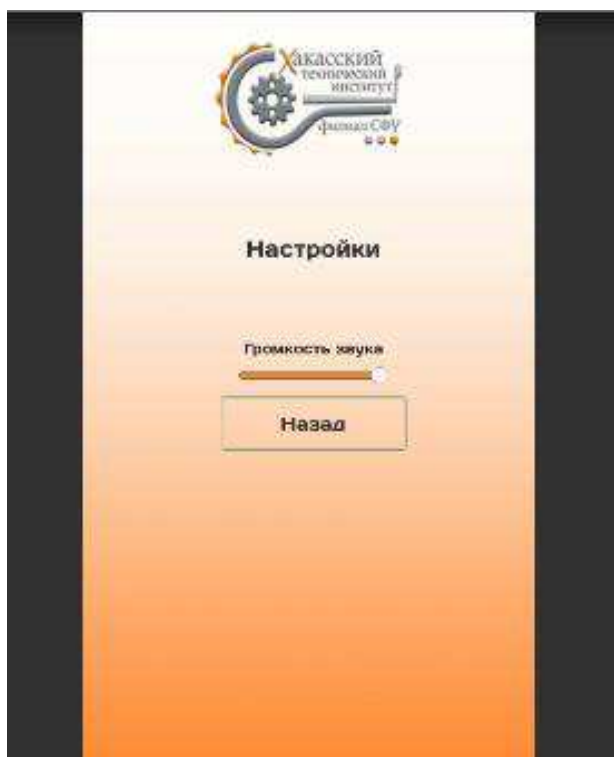 Хакасский
технический
институт
филиал СФУ
Настройки
Громкость звука
Назад